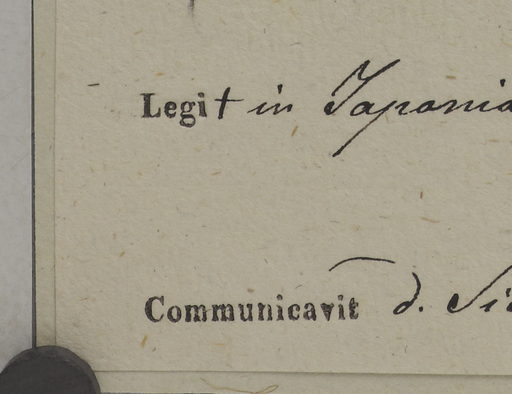 Legit in Japonia
Communicavit d.